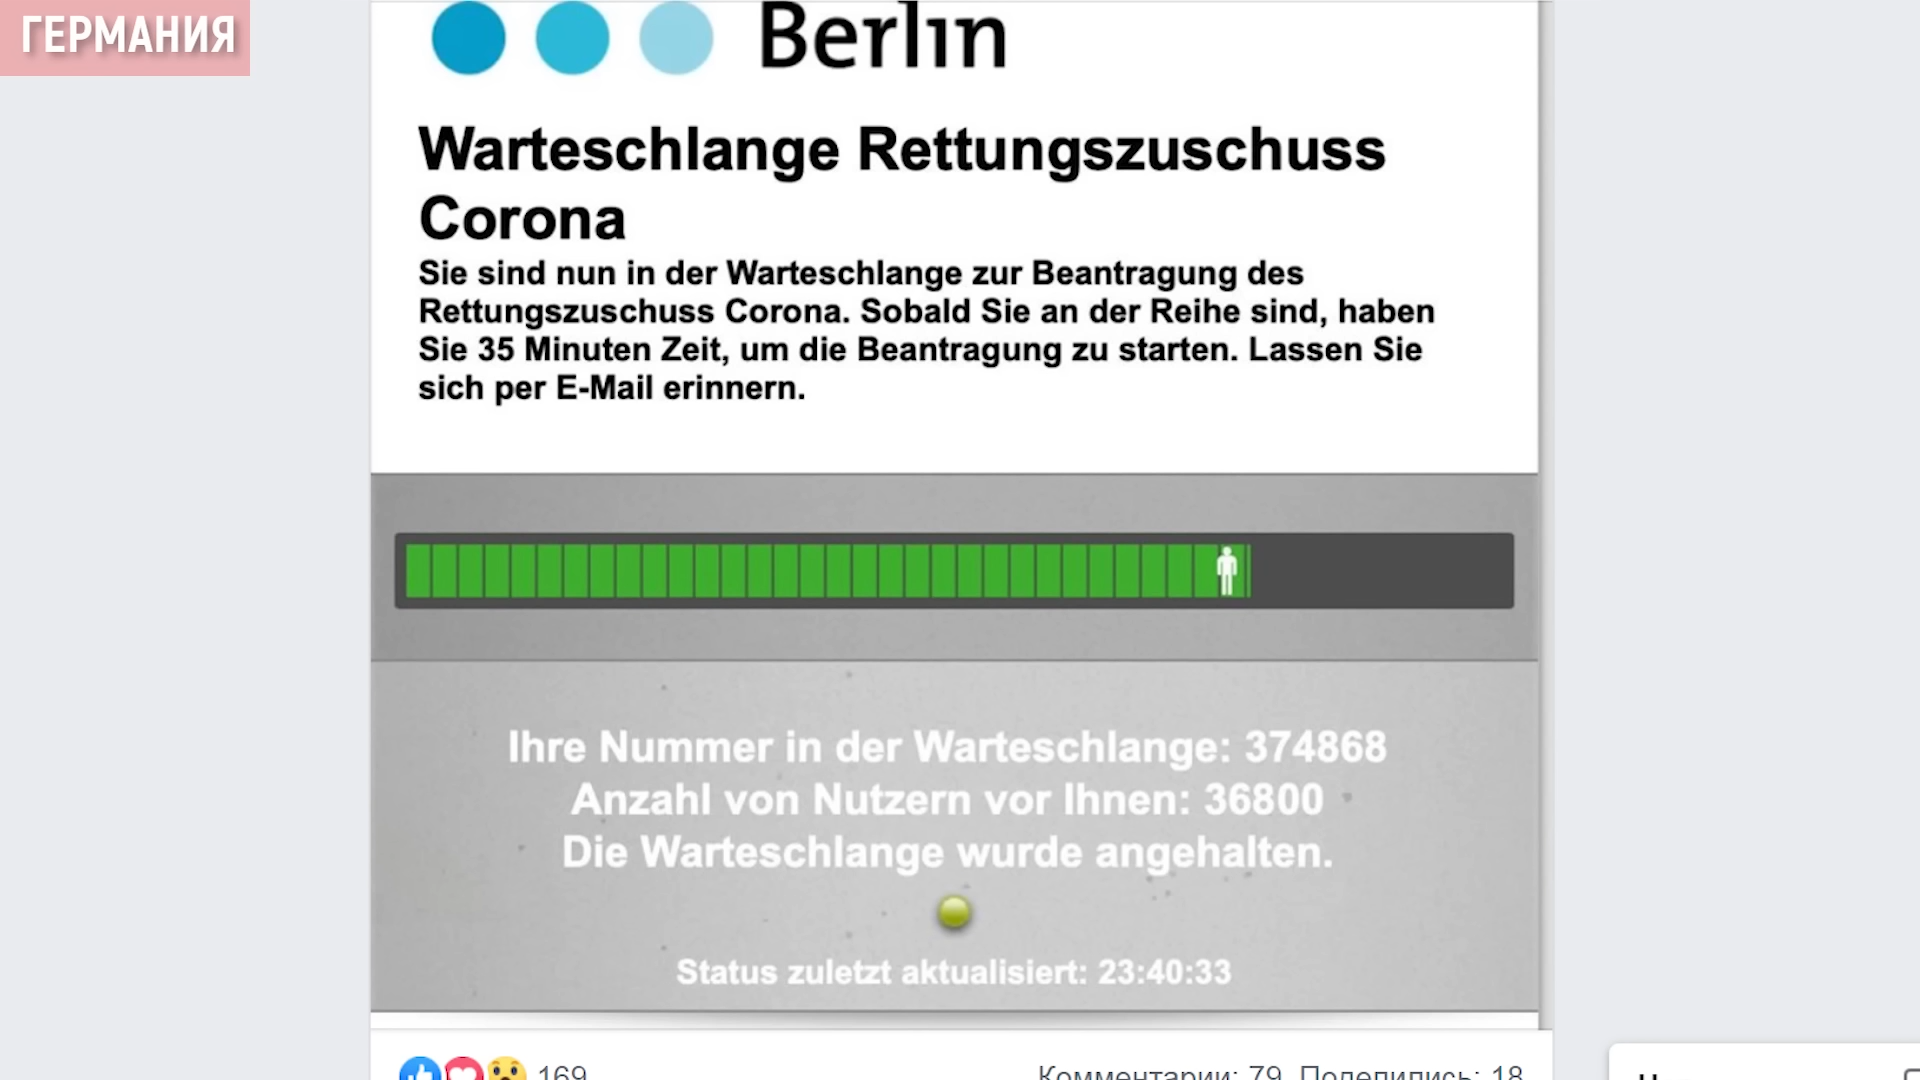 ГЕРМАНИЯ
Berlin
Warteschlange Rettungszuschuss
Corona
Sie sind nun in der Warteschlange zur Beantragung des
Rettungszuschuss Corona. Sobald Sie an der Reihe sind, haben
Sie 35 Minuten Zeit, um die Beantragung zu starten. Lassen Sie
sich per E-Mail erinnern.
Ihre Nummer in der Warteschlange: 374868
Anzahl von Nutzern vor Ihnen: 36800
Die Warteschlange wurde angehalten.
Status zuletzt aktualisiert: 23:40:33
169 Комментарии: 79 Поделились: 18